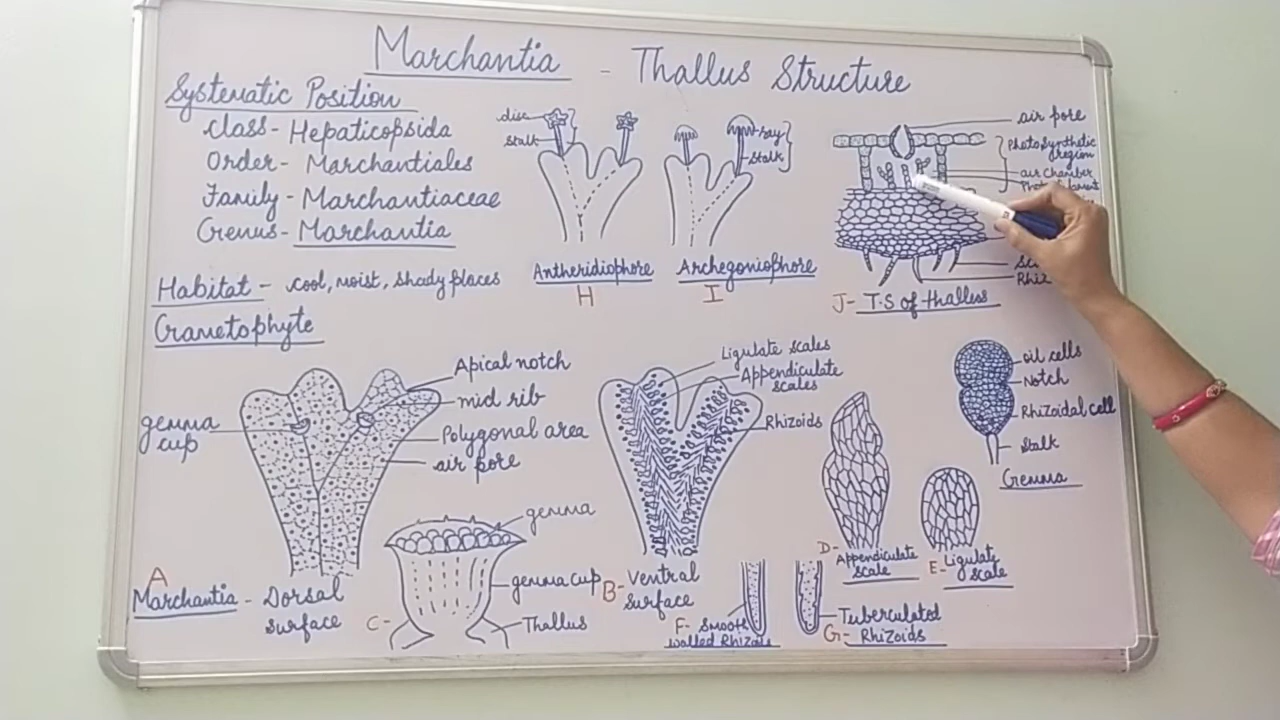 Marchantia - Thallus Structure
Systematic Position
Class - Hepaticopsida
Order - Marchantiales
Family - Marchantiaceae
Genus - Marchantia
Habitat - cool, moist, shady places
Gametophyte
disc
stalk
Antheridiophore
H
ray
stalk
Archegoniophore
I
air pore
Photosynthetic region
air chamber
J - T.S of thallus
gemma cup
Apical notch
mid rib
Polygonal area
air pore
A
Marchantia - Dorsal Surface
gemma
gemma cup
Thallus
C -
Ligulate scales
Appendiculate scales
Rhizoids
B - Ventral Surface
D - Appendiculate scale
E - Ligulate scale
F - Smooth walled Rhizoids
Tuberculated
G - Rhizoids
oil cells
Notch
Rhizoidal cell
Stalk
Gemma